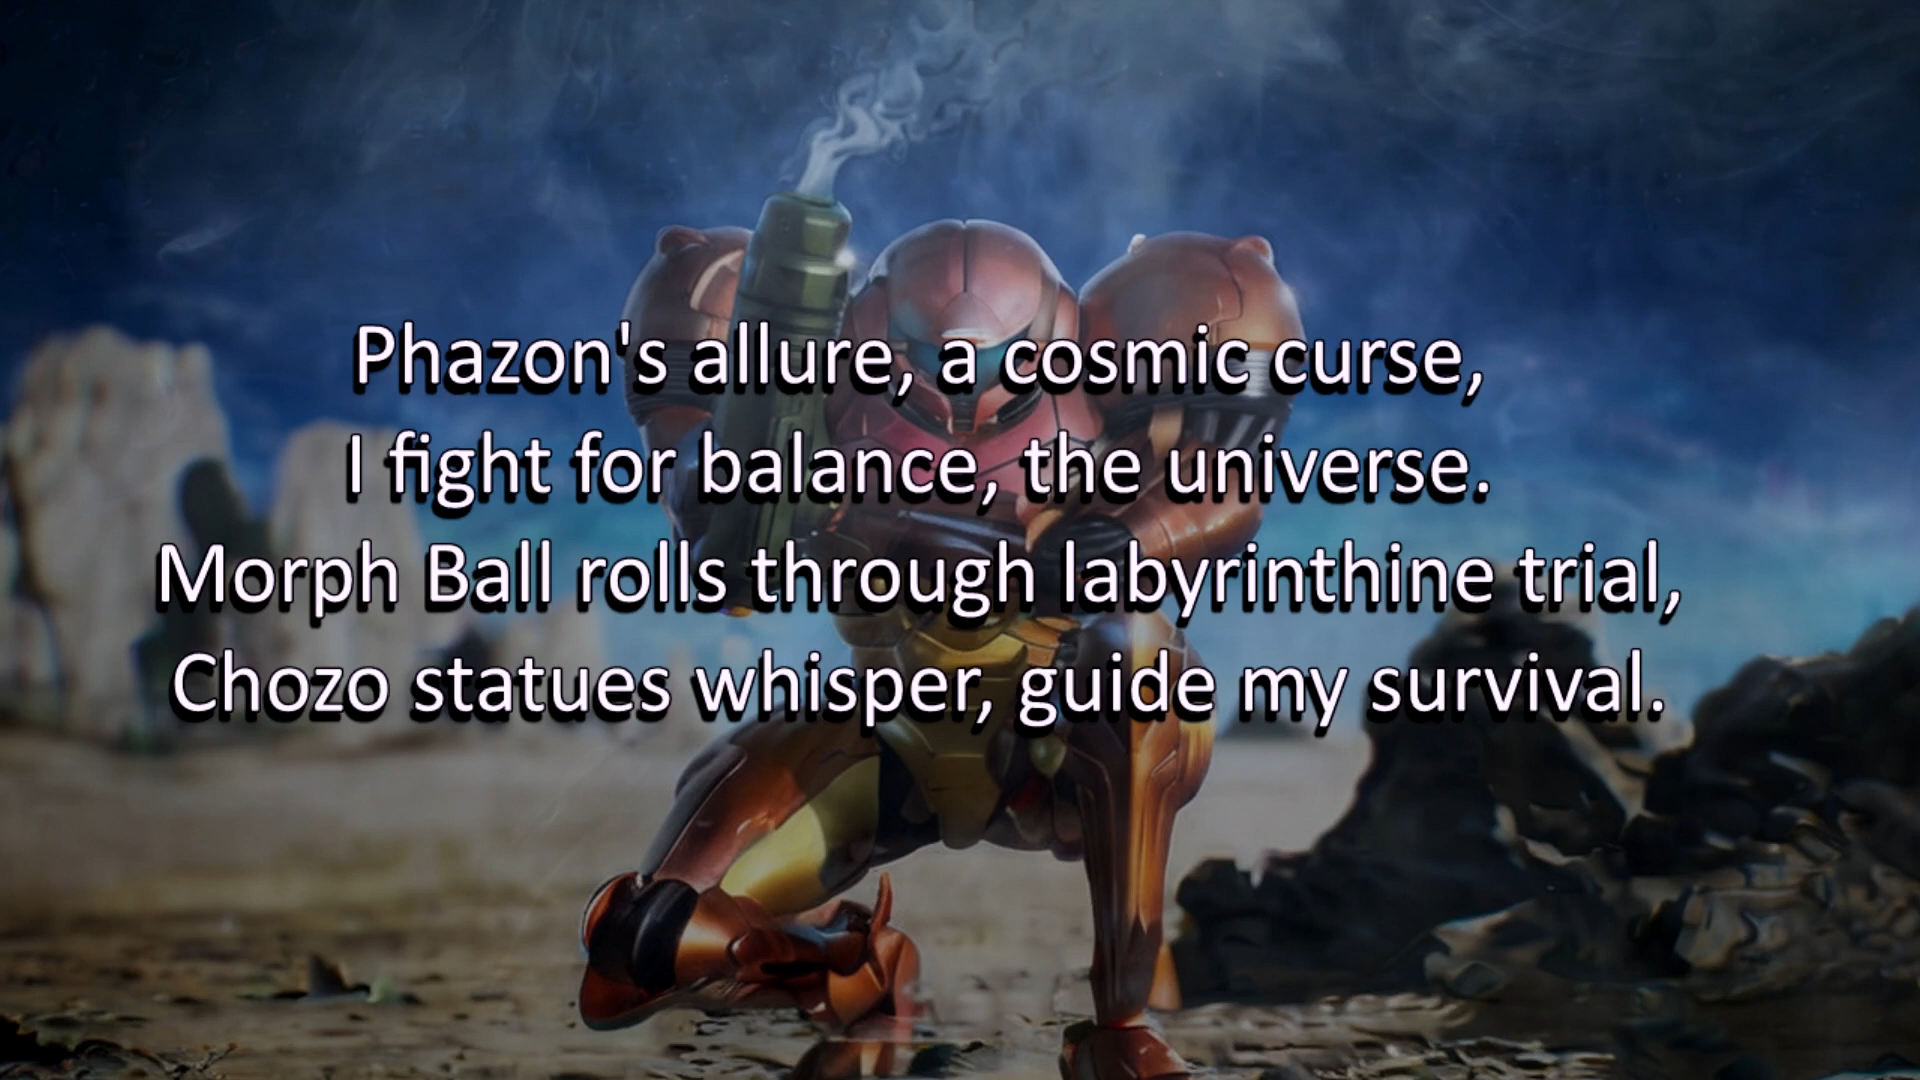 Phazon's allure, a cosmic curse,
I fight for balance, the universe.
Morph Ball rolls through labyrinthine trial,
Chozo statues whisper, guide my survival.